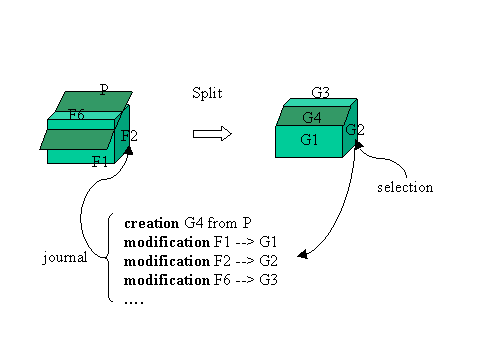 P
Split
G3
F6
G4
F2
G2
G1
F1
selection
creation G4 from P
modification F1 --> G1
journal
modification F2 --> G2
modification F6 --> G3
....